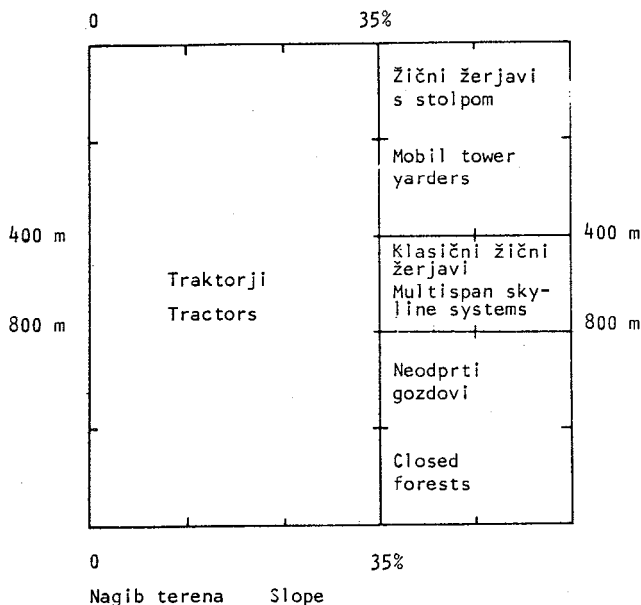 0 35%
Žični žerjavi
s stolpom
Mobil tower
yarders
400 m 400 m
Klasični žični
žerjavi
Multispan sky-
line systems
Traktorji
Tractors
800 m 800 m
Neodprti
gozdovi
Closed
forests
0 35%
Nagib terena Slope